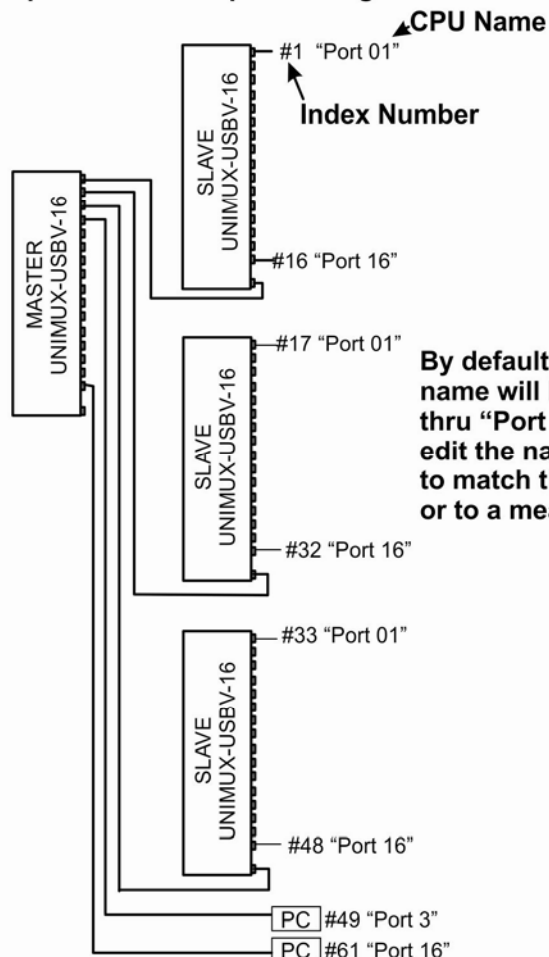 CPU Name
#1 "Port 01"
Index Number
SLAVE
UNIMUX-USBV-16
MASTER
UNIMUX-USBV-16
#16 "Port 16"
#17 "Port 01"
By default
name will
thru "Port
edit the na
to match t
or to a mea
SLAVE
UNIMUX-USBV-16
#32 "Port 16"
#33 "Port 01"
SLAVE
UNIMUX-USBV-16
#48 "Port 16"
PC #49 "Port 3"
PC #61 "Port 16"